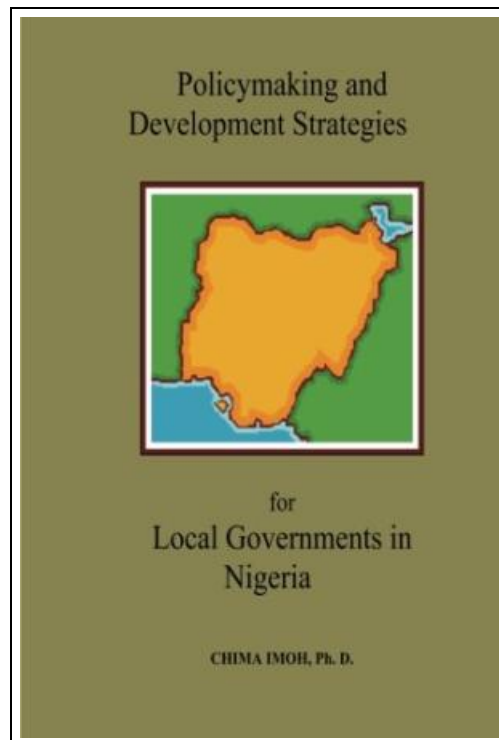 Policymaking and
Development Strategies
for
Local Governments in
Nigeria
CHIMA IMOH, Ph. D.